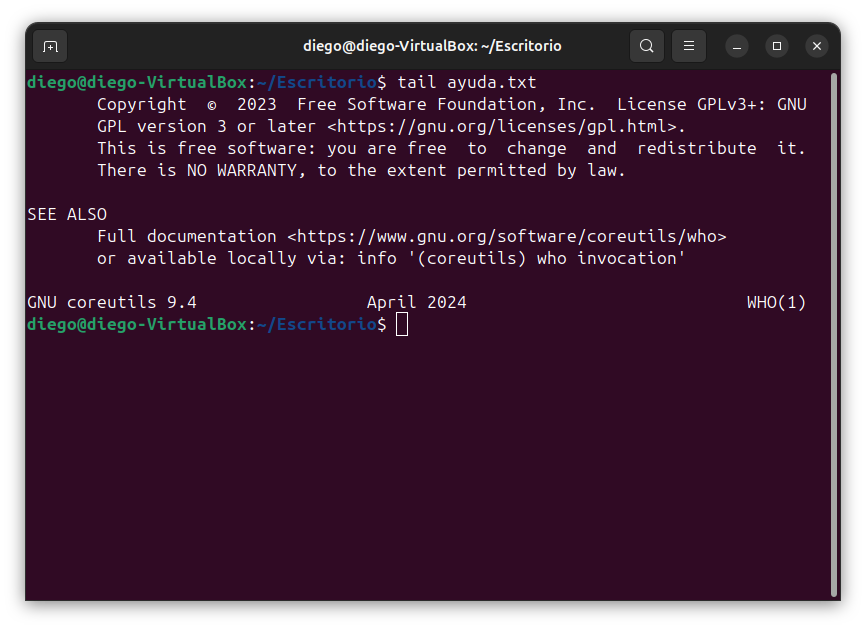 diego@diego-VirtualBox: ~/Escritorio
diego@diego-VirtualBox:~/Escritorio$ tail ayuda.txt
       Copyright  ©  2023  Free Software Foundation, Inc.  License GPLv3+: GNU
       GPL version 3 or later <https://gnu.org/licenses/gpl.html>.
       This is free software: you are free  to  change  and  redistribute  it.
       There is NO WARRANTY, to the extent permitted by law.

SEE ALSO
       Full documentation <https://www.gnu.org/software/coreutils/who>
       or available locally via: info '(coreutils) who invocation'

GNU coreutils 9.4                 April 2024                            WHO(1)
diego@diego-VirtualBox:~/Escritorio$